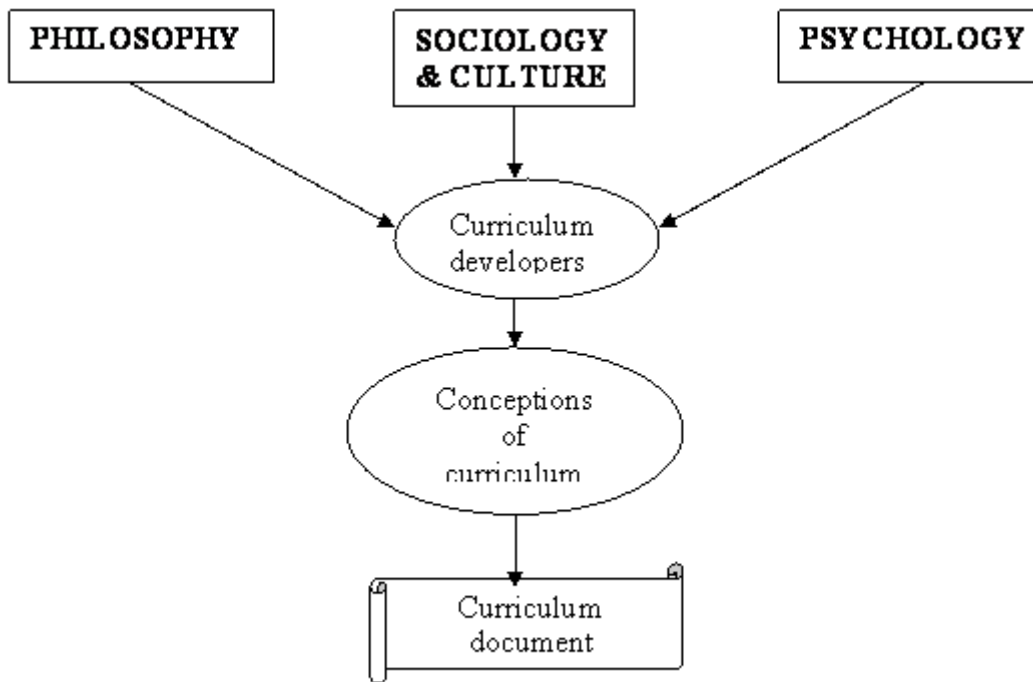 PHILOSOPHY
SOCIOLOGY
& CULTURE
PSYCHOLOGY
Curriculum
developers
Conceptions
of
curriculum
Curriculum
document